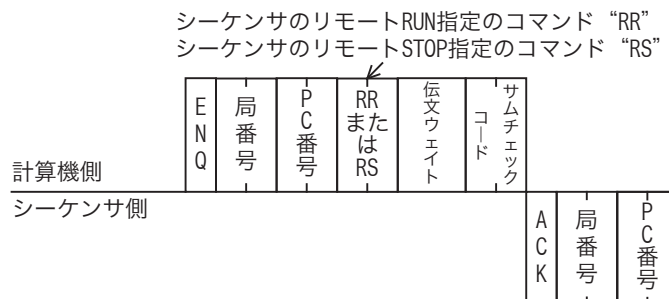 シーケンサのリモートRUN指定のコマンド “RR”
シーケンサのリモートSTOP指定のコマンド “RS”
ENQ
局番号
PC番号
RR
また
は
RS
伝文ウェイト
サムチェック
コード
計算機側
シーケンサ側
ACK
局番号
PC番号